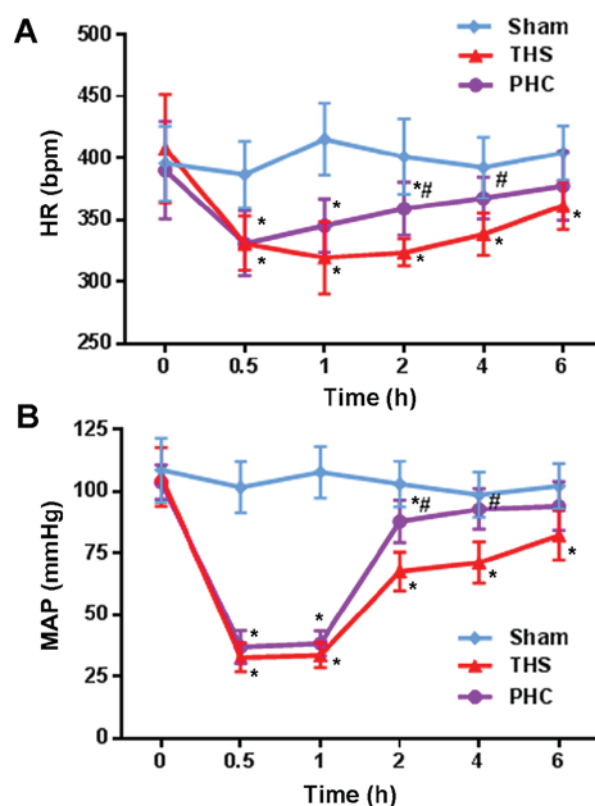 A
500
450
400
350
300
250
HR (bpm)
Sham
THS
PHC
*
*
*
*
*#
*
#
*
*
0 0.5 1 2 4 6
Time (h)
B
125
100
75
50
25
0
MAP (mmHg)
*
*
*
*
*#
*
#
*
*
Sham
THS
PHC
0 0.5 1 2 4 6
Time (h)